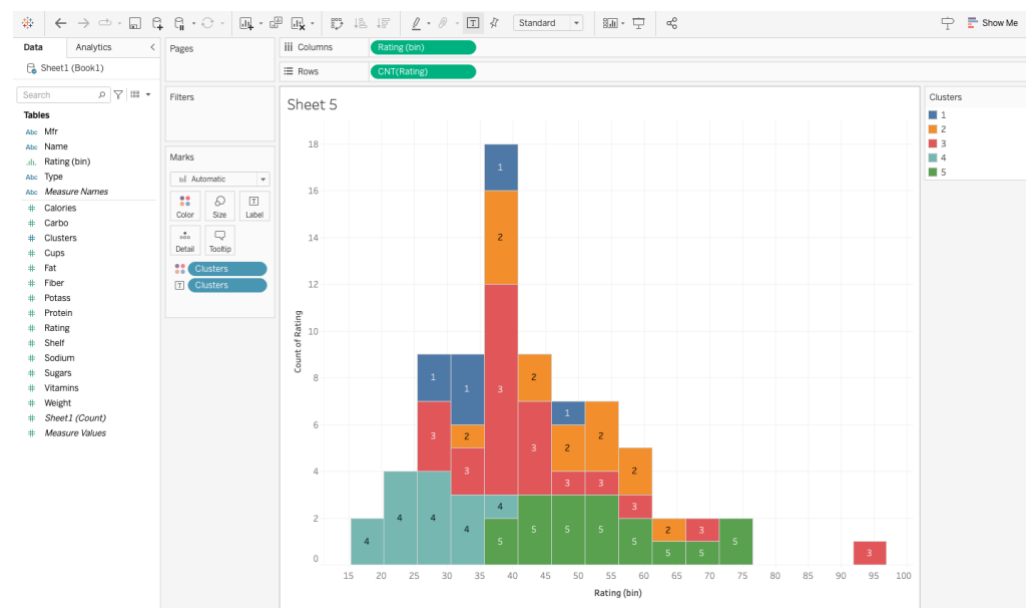 Standard
Show Me
Data
Analytics
Pages
Columns
Rating (bin)
Sheet1 (Book1)
Rows
CNT(Rating)
Search
Tables
Abc Mfr
Abc Name
Rating (bin)
Abc Type
Abc Measure Names
# Calories
# Carbo
# Clusters
# Cups
# Fat
# Fiber
# Potass
# Protein
# Rating
# Shelf
# Sodium
# Sugars
# Vitamins
# Weight
# Sheet1 (Count)
# Measure Values
Filters
Marks
Automatic
Color
Size
T
Label
Detail
Tooltip
Clusters
T Clusters
Sheet 5
Count of Rating
18
16
14
12
10
8
6
4
2
0
1
2
1
1
2
3
3
1
3
2
3
2
2
3
3
3
2
3
4
4
4
4
4
5
5
5
5
5
2
5
3
5
5
3
15 20 25 30 35 40 45 50 55 60 65 70 75 80 85 90 95 100
Rating (bin)
Clusters
1
2
3
4
5